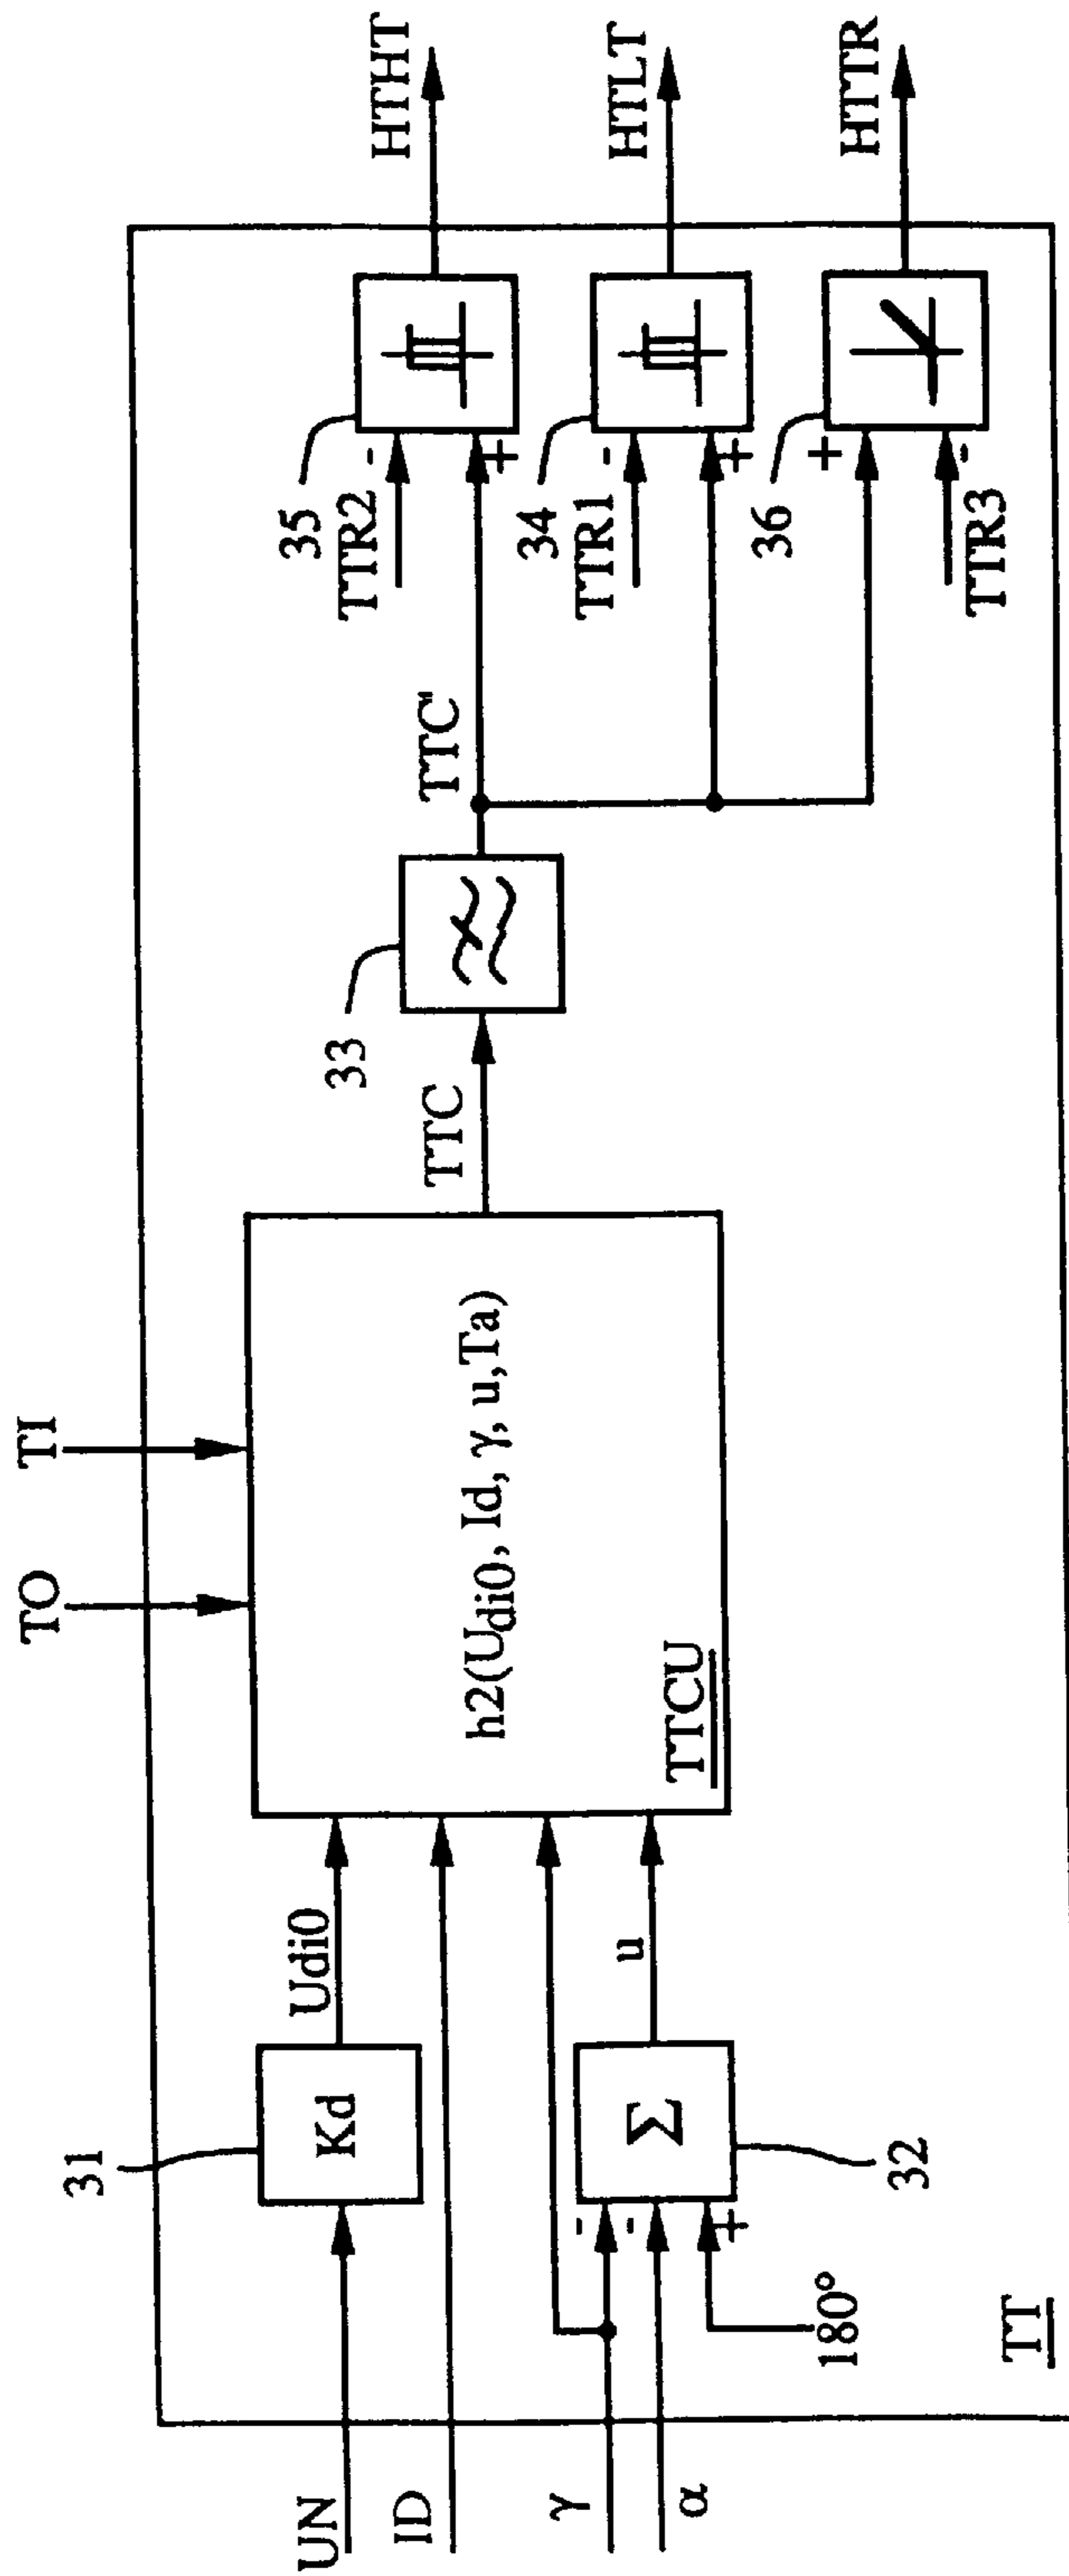 TO
TI
UN
31
Kd
Udi0
ID
γ
α
-
-
+
180°
Σ
32
u
h2(Udi0, Id, γ, u,Ta)
TTCU
TTC
33
TTC'
35
TTR2
-
+
HTHT
34
TTR1
-
+
HTLT
36
+
-
TTR3
HTTR
TT